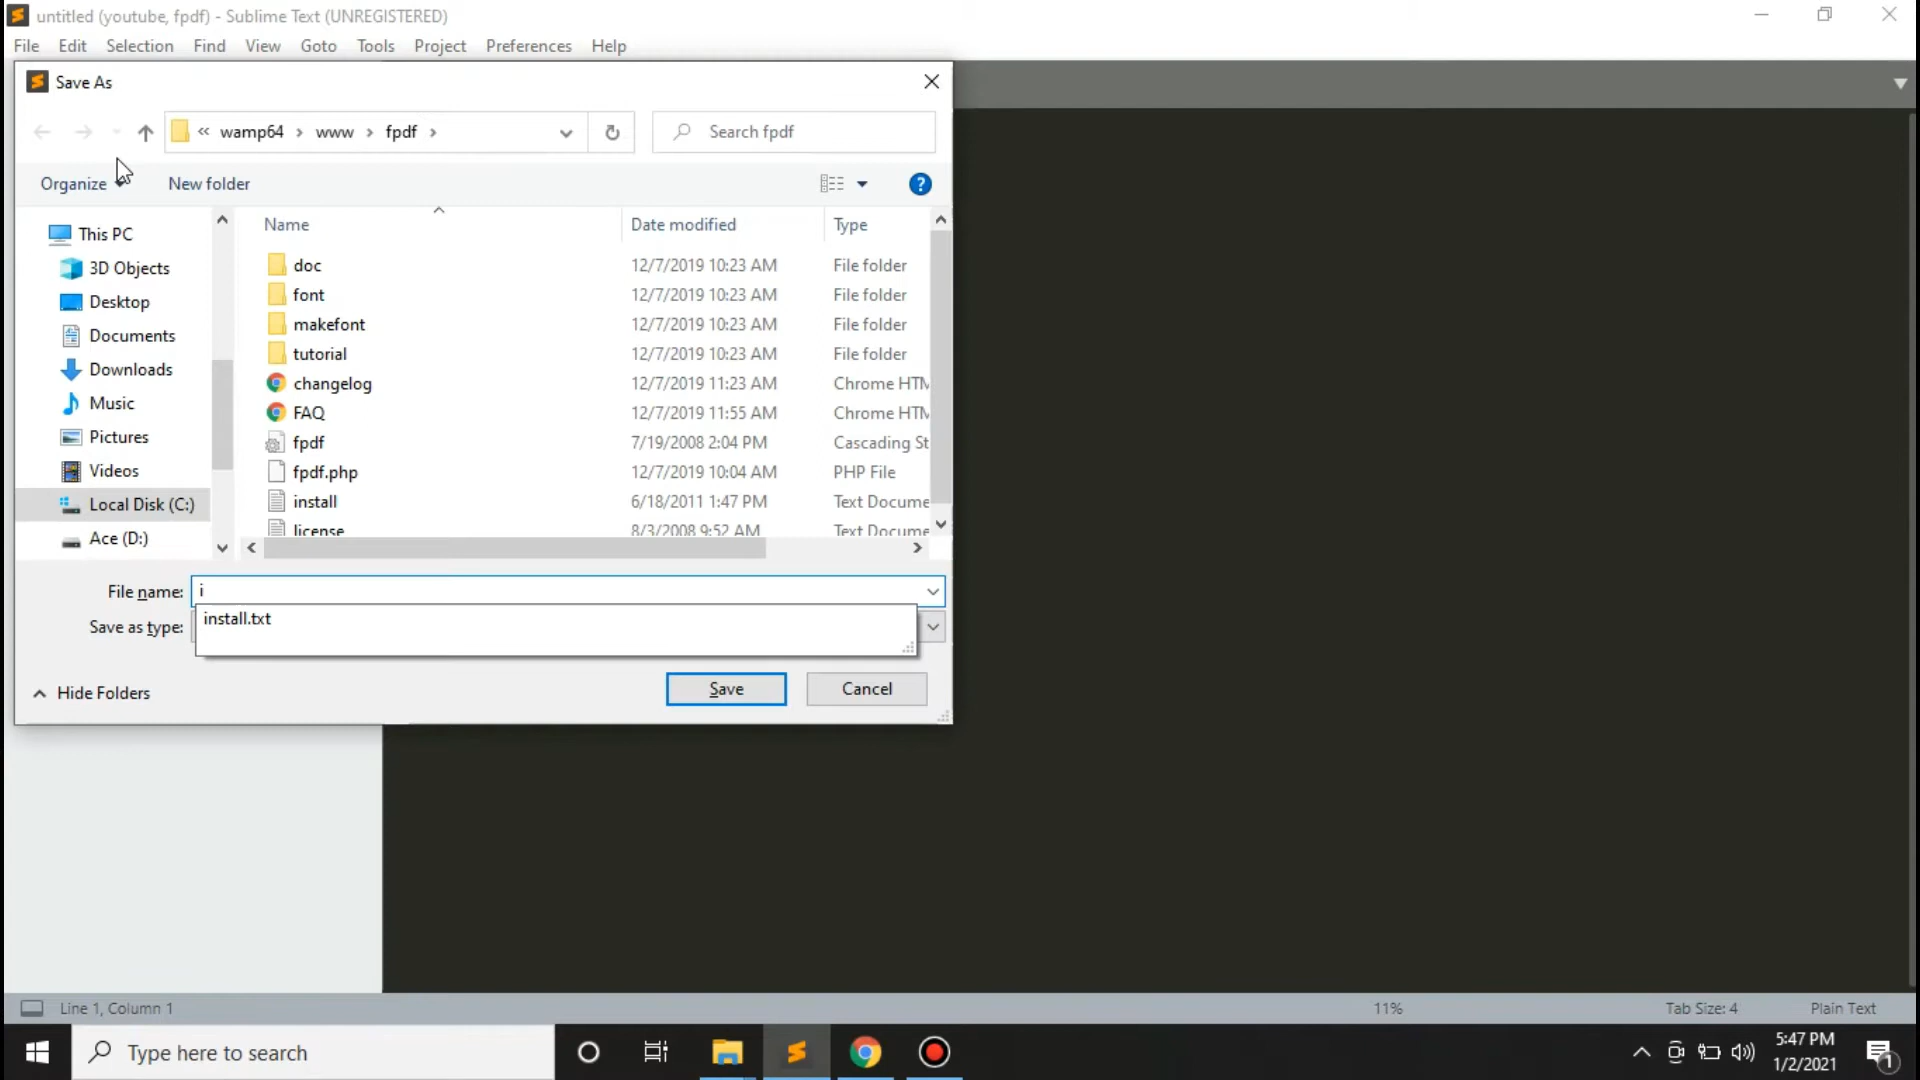 untitled (youtube, fpdf) - Sublime Text (UNREGISTERED)
File Edit Selection Find View Goto Tools Project Preferences Help
Save As
« wamp64 › www › fpdf ›
Search fpdf
Organize
New folder
Name Date modified Type
This PC
3D Objects
Desktop
Documents
Downloads
Music
Pictures
Videos
Local Disk (C:)
Ace (D:)
doc 12/7/2019 10:23 AM File folder
font 12/7/2019 10:23 AM File folder
makefont 12/7/2019 10:23 AM File folder
tutorial 12/7/2019 10:23 AM File folder
changelog 12/7/2019 11:23 AM Chrome HTM
FAQ 12/7/2019 11:55 AM Chrome HTM
fpdf 7/19/2008 2:04 PM Cascading St
fpdf.php 12/7/2019 10:04 AM PHP File
install 6/18/2011 1:47 PM Text Docume
license 8/3/2008 9:52 AM Text Docume
File name: i
install.txt
Save as type:
Hide Folders
Save
Cancel
Line 1, Column 1
11%
Tab Size: 4
Plain Text
Type here to search
5:47 PM
1/2/2021
1